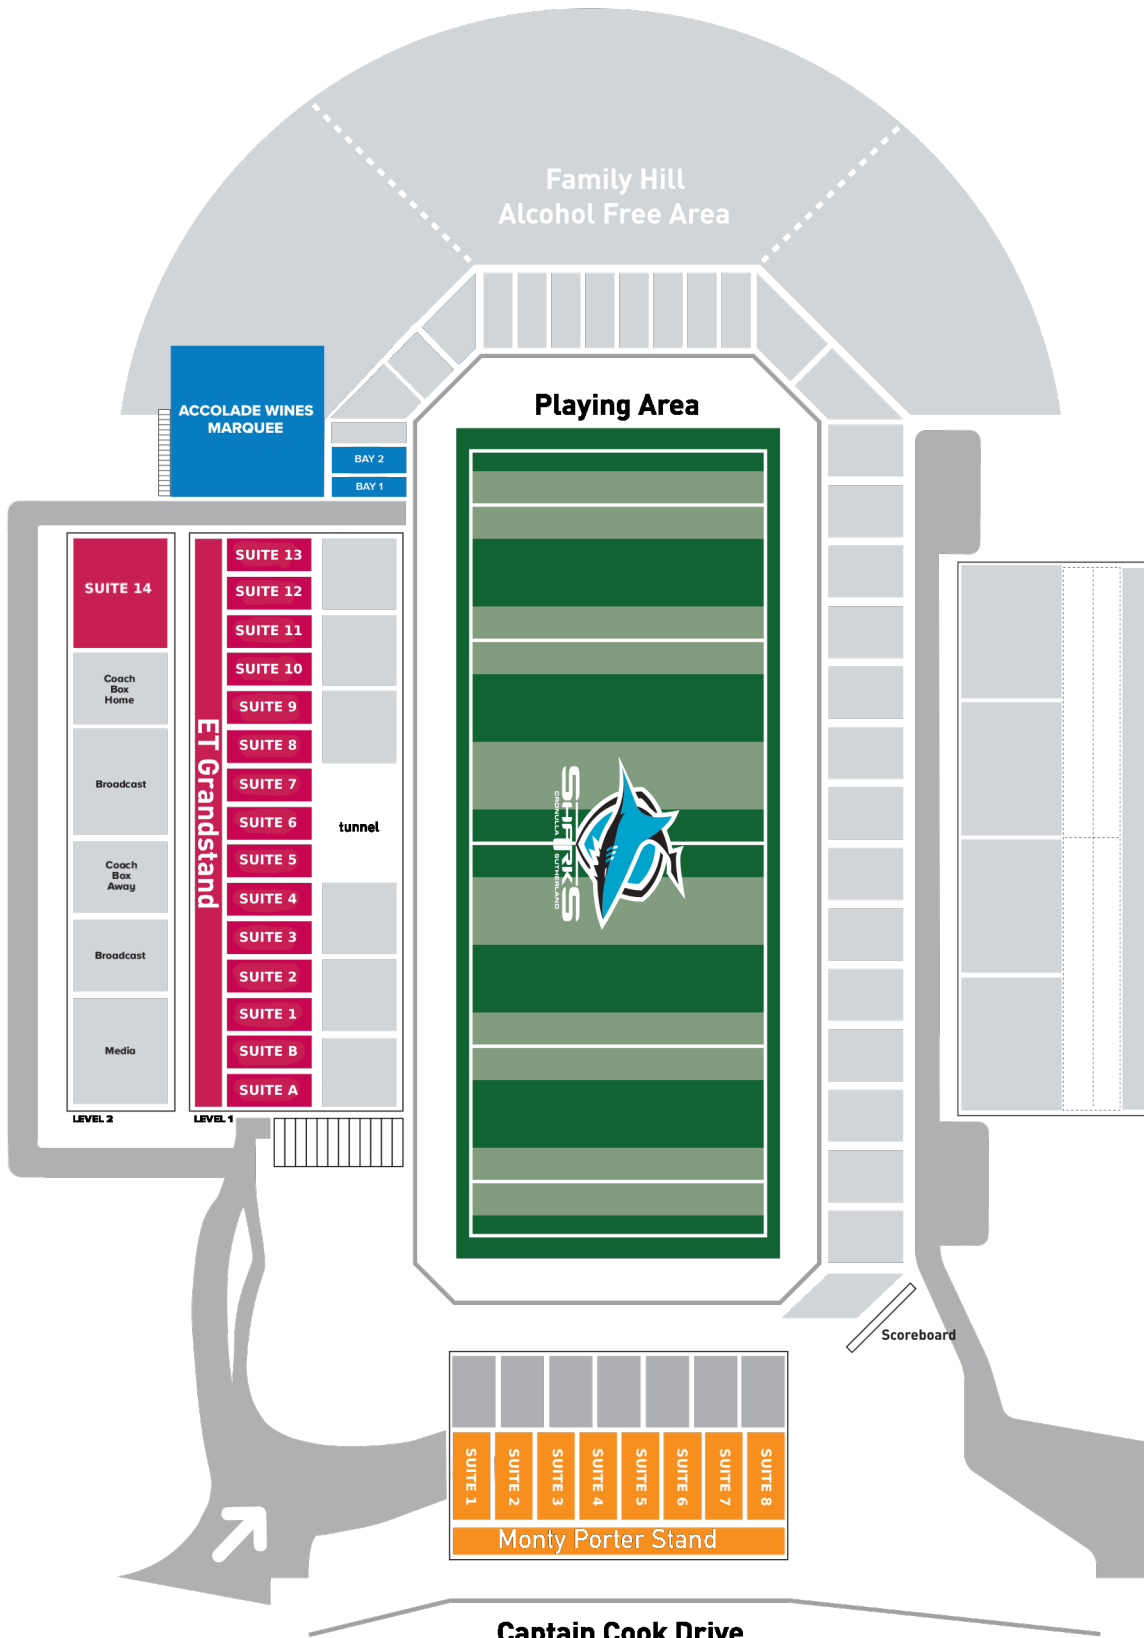 Family Hill
Alcohol Free Area
ACCOLADE WINES
MARQUEE
BAY 2
BAY 1
Playing Area
SUITE 14
Coach
Box
Home
Broadcast
Coach
Box
Away
Broadcast
Media
LEVEL 2
ET Grandstand
SUITE 13
SUITE 12
SUITE 11
SUITE 10
SUITE 9
SUITE 8
SUITE 7
SUITE 6
SUITE 5
SUITE 4
SUITE 3
SUITE 2
SUITE 1
SUITE B
SUITE A
LEVEL 1
tunnel
SHARKS
CRONULLA SUTHERLAND
Scoreboard
SUITE 1
SUITE 2
SUITE 3
SUITE 4
SUITE 5
SUITE 6
SUITE 7
SUITE 8
Monty Porter Stand
Captain Cook Drive